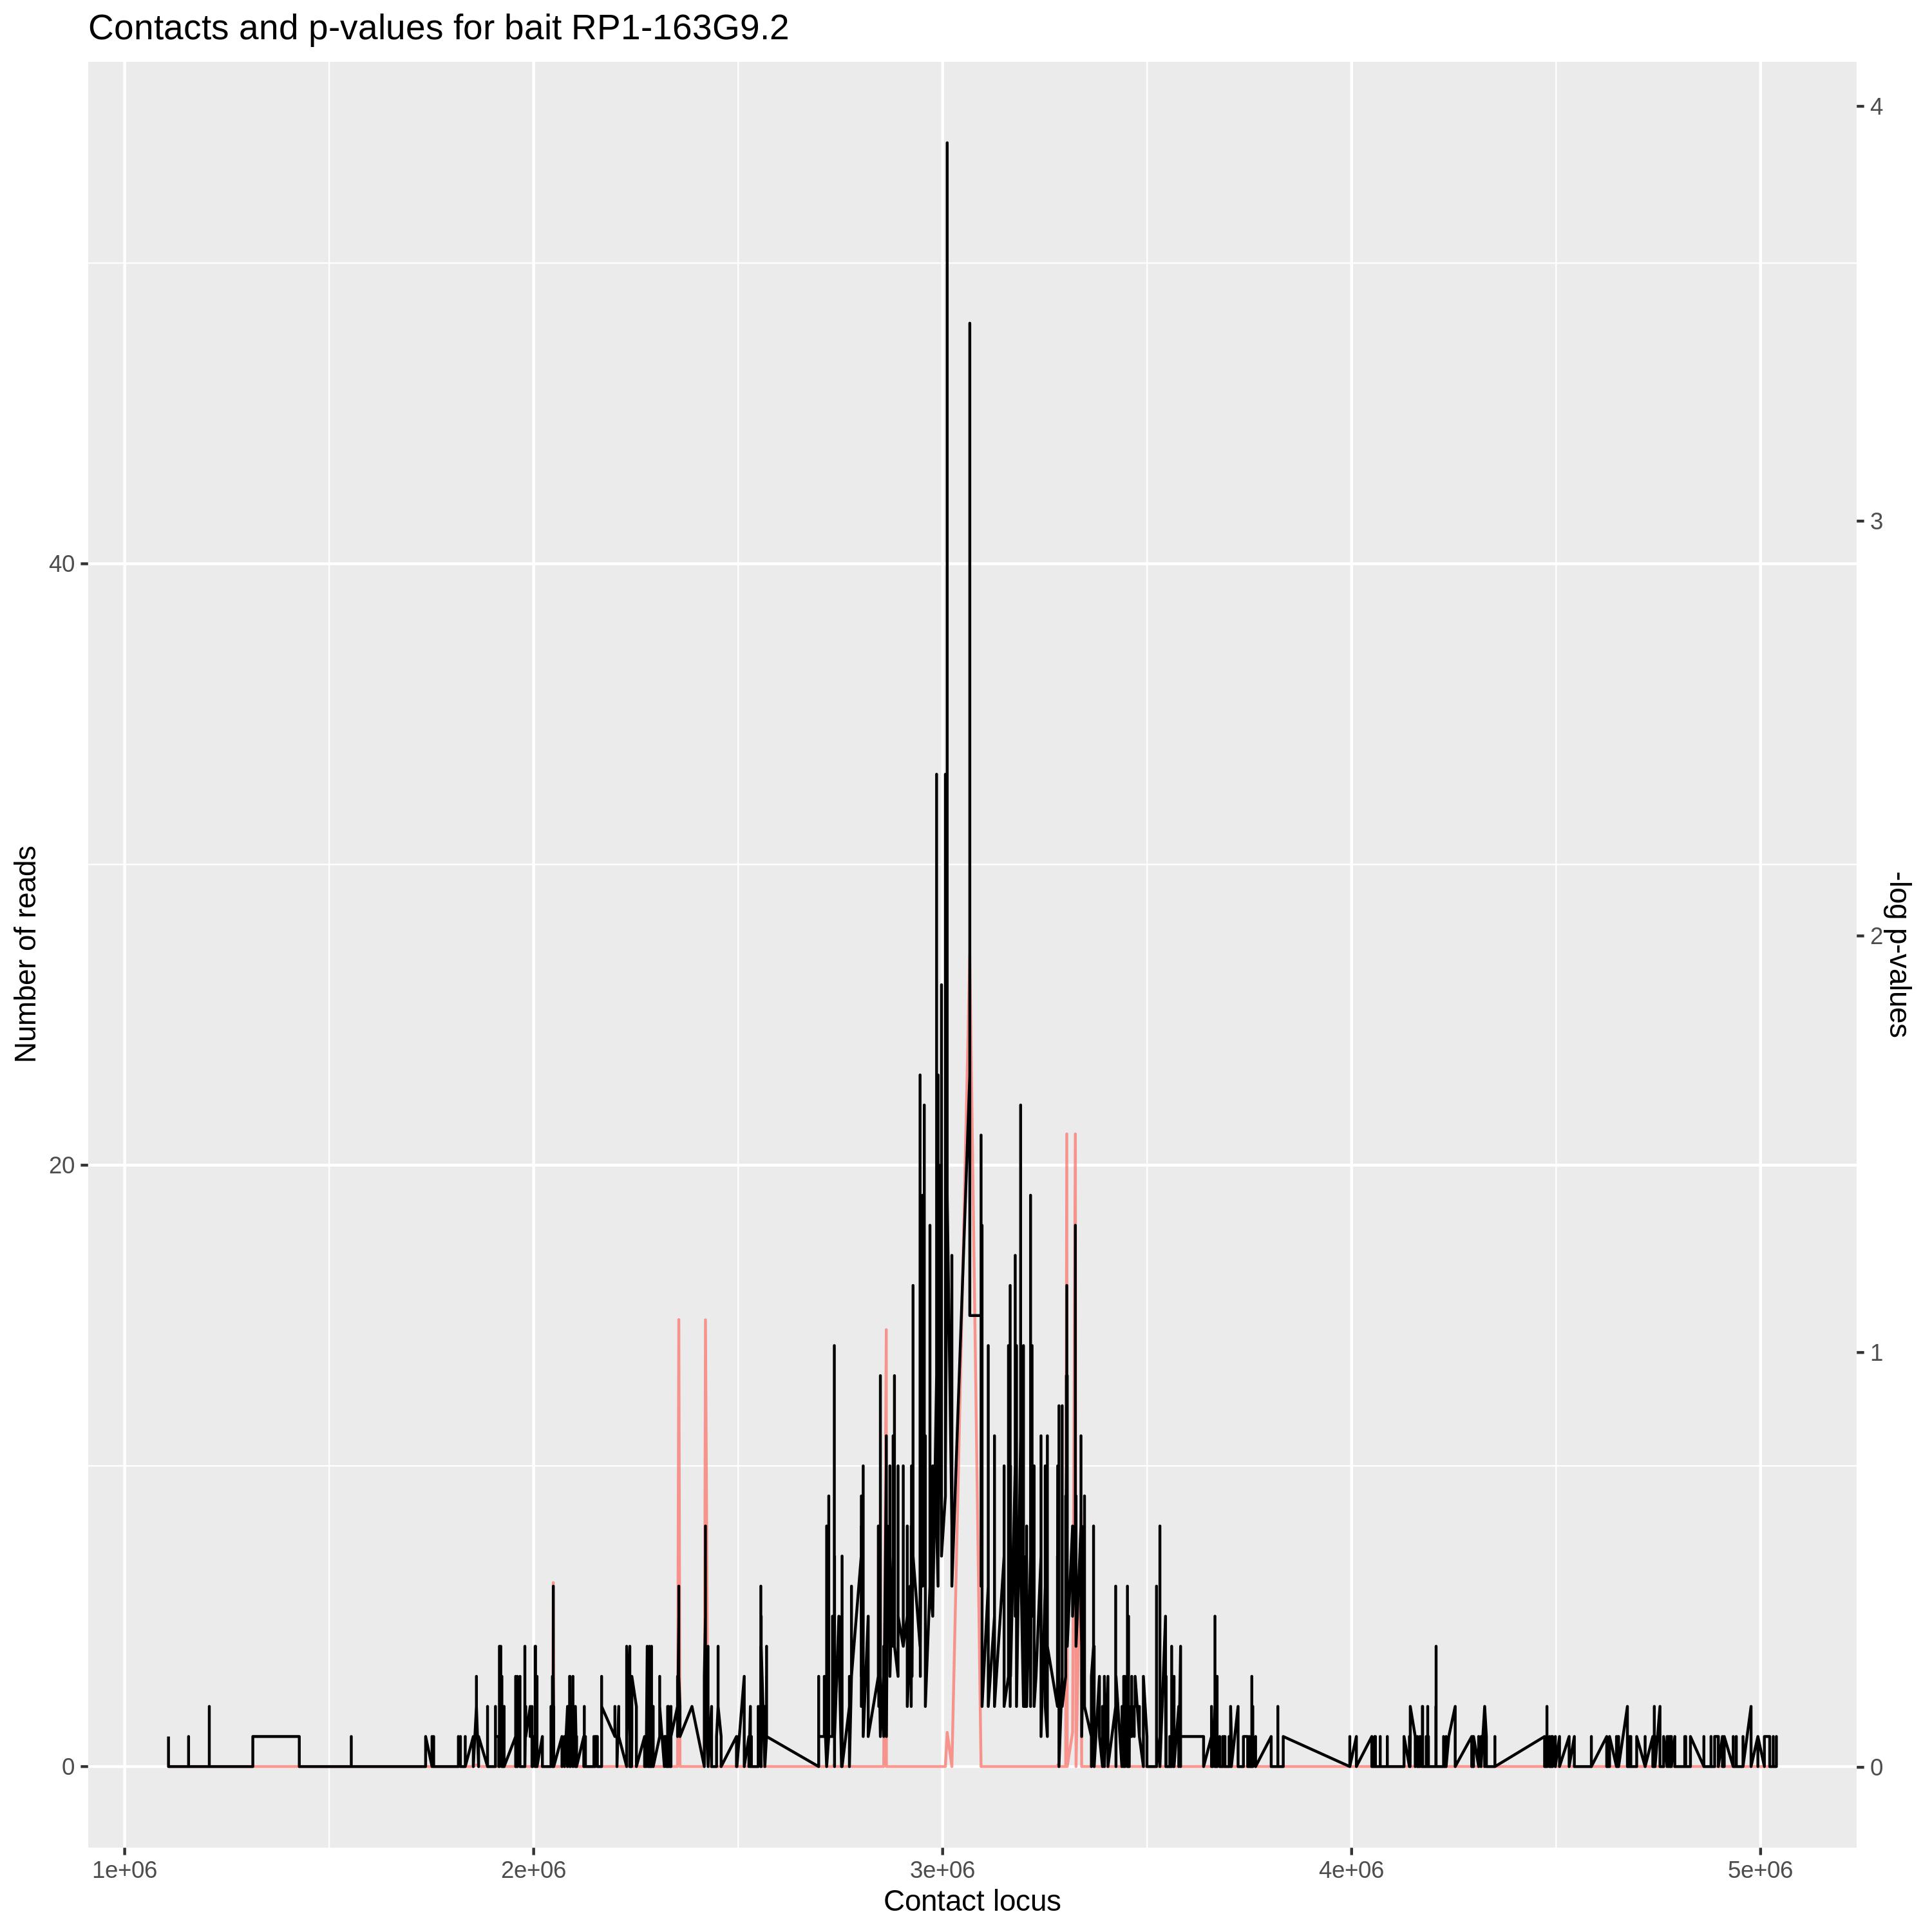 Contacts and p-values for bait RP1-163G9.2
Number of reads
40
20
0
4
3
2
1
0
-log p-values
1e+06
2e+06
3e+06
4e+06
5e+06
Contact locus